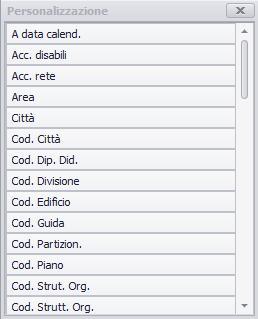 Personalizzazione
A data calend.
Acc. disabili
Acc. rete
Area
Città
Cod. Città
Cod. Dip. Did.
Cod. Divisione
Cod. Edificio
Cod. Guida
Cod. Partizion.
Cod. Piano
Cod. Strut. Org.
Cod. Strutt. Org.